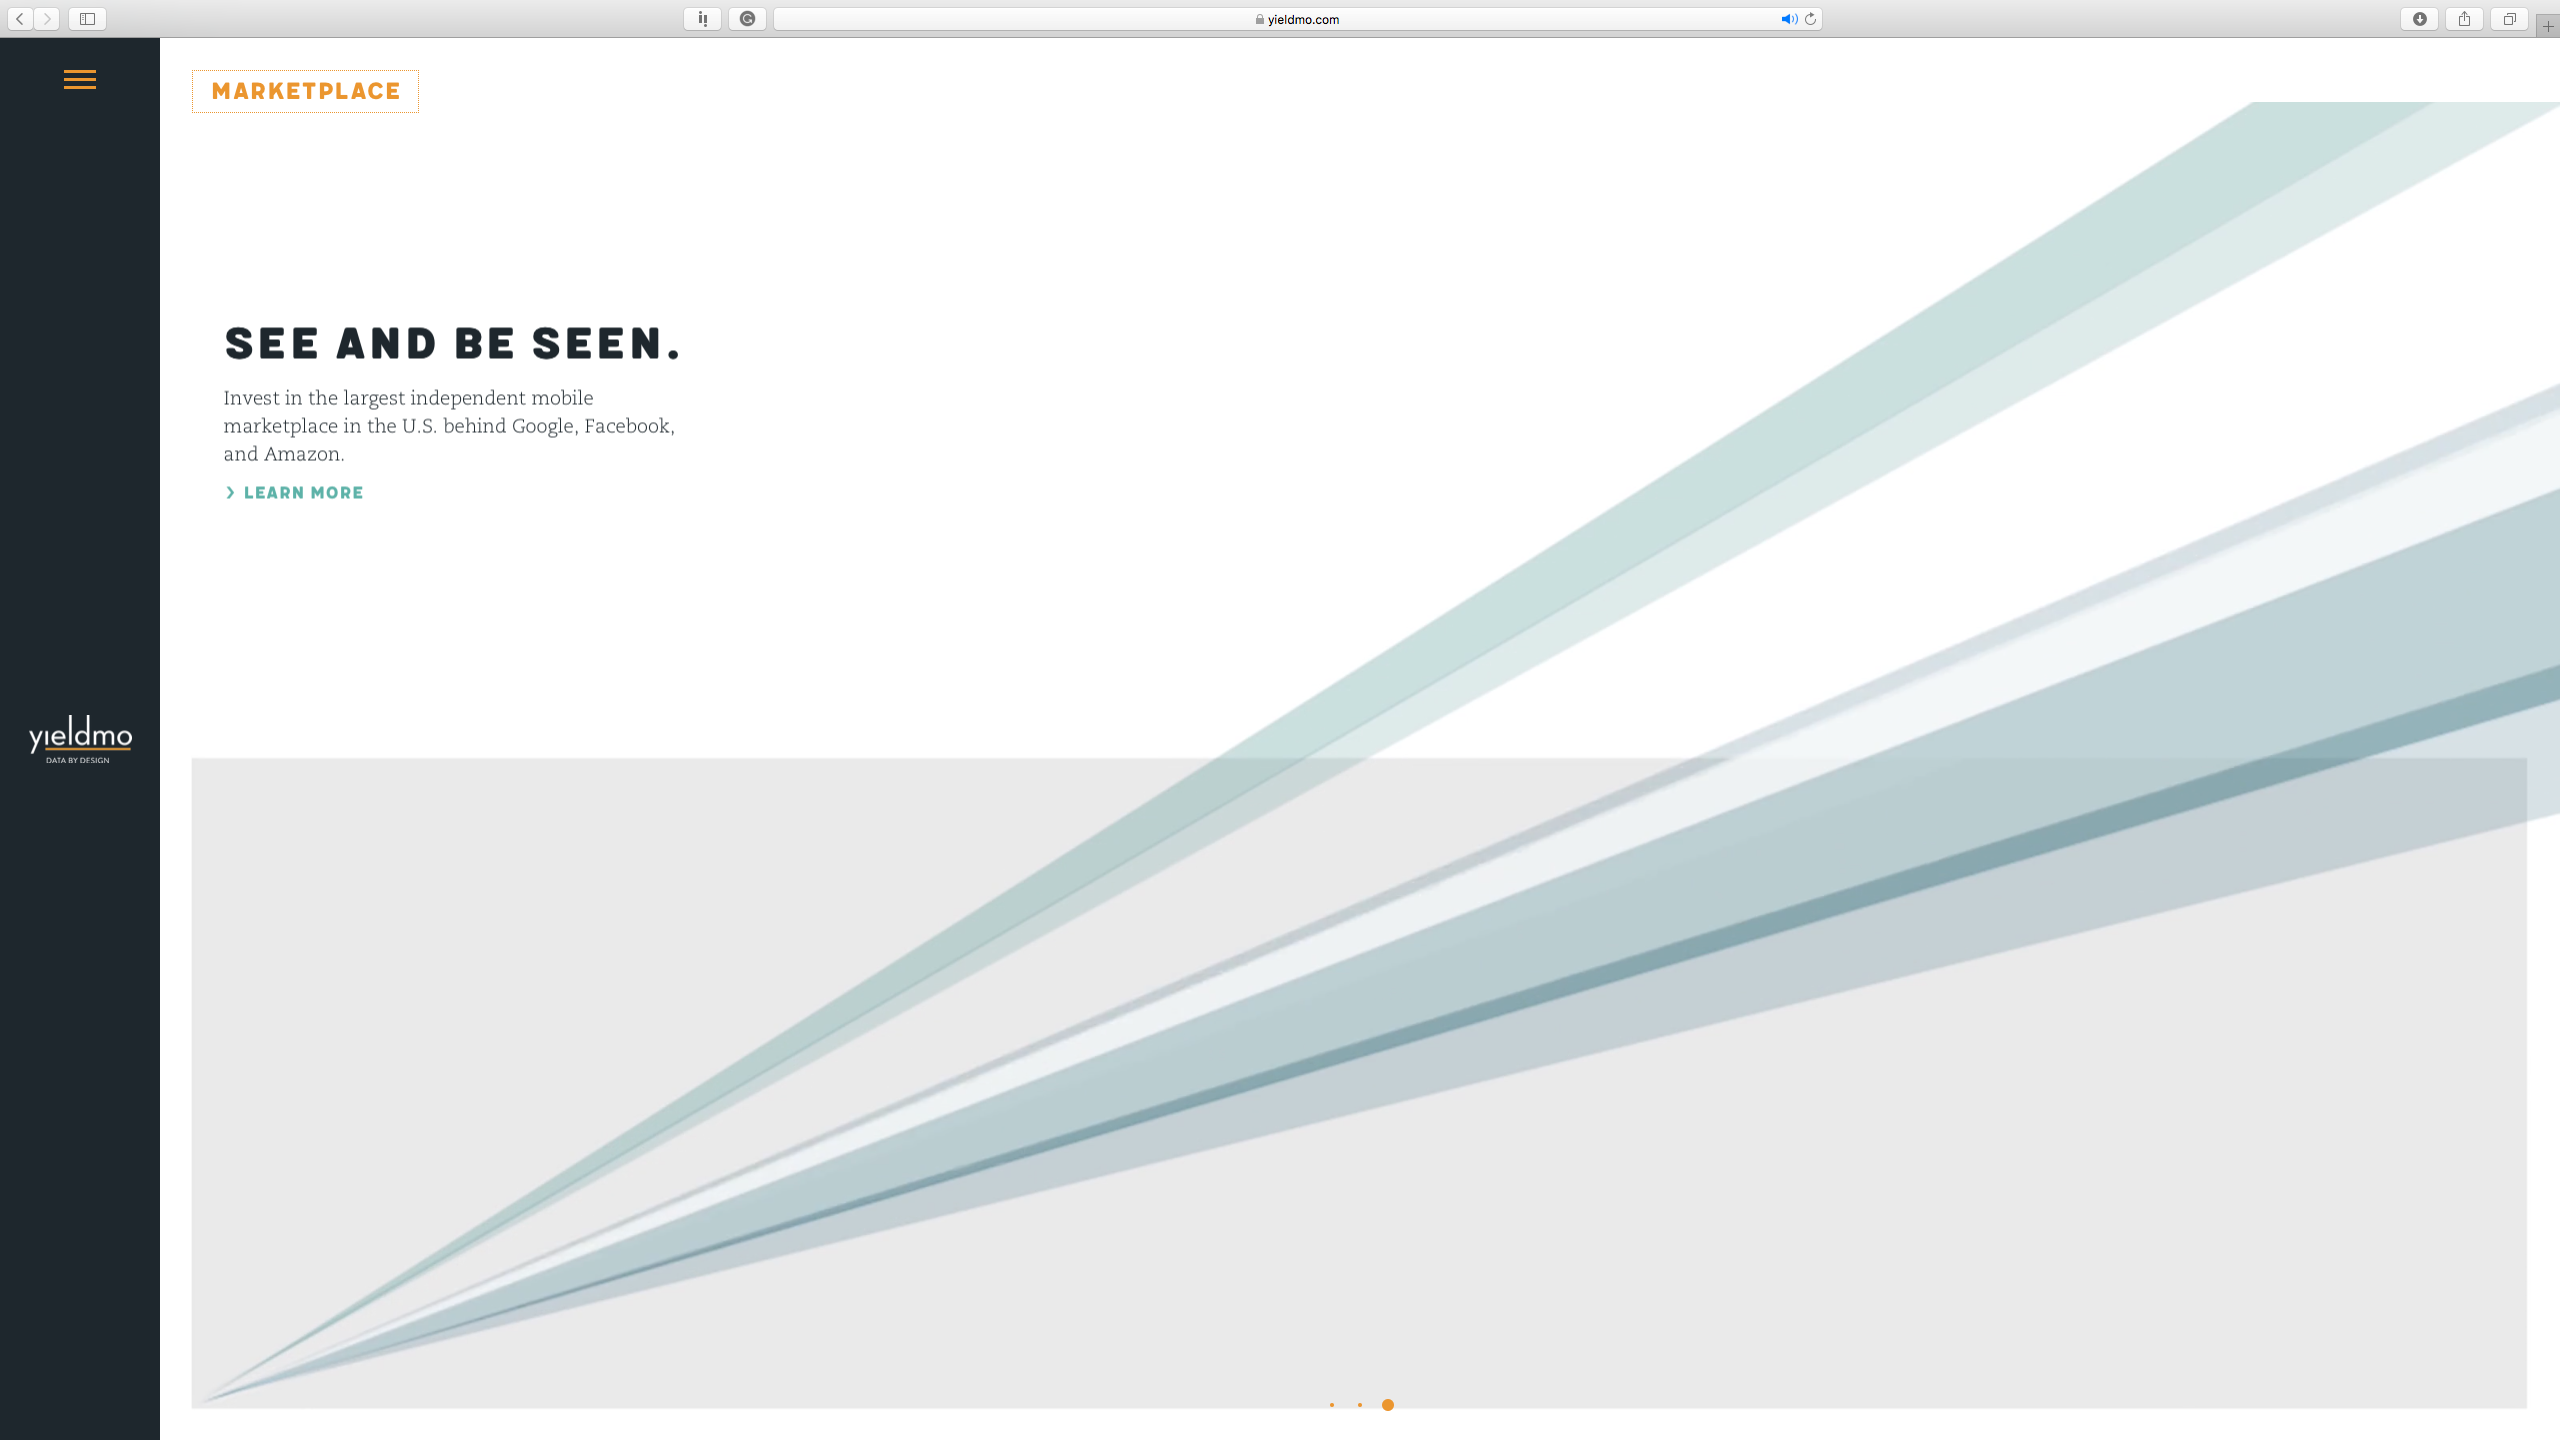 yieldmo.com
MARKETPLACE
SEE AND BE SEEN.
Invest in the largest independent mobile
marketplace in the U.S. behind Google, Facebook,
and Amazon.
LEARN MORE
yieldmo
DATA BY DESIGN